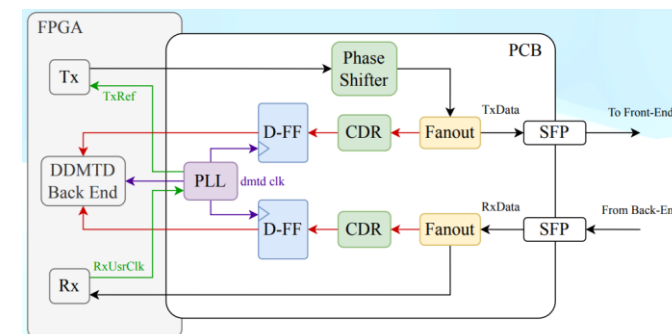 FPGA
PCB
Tx
Phase
Shifter
TxRef
TxData
To Front-End
D-FF
CDR
Fanout
SFP
DDMTD
Back End
PLL
dmtd clk
RxData
From Back-En
D-FF
CDR
Fanout
SFP
RxUsrClk
Rx